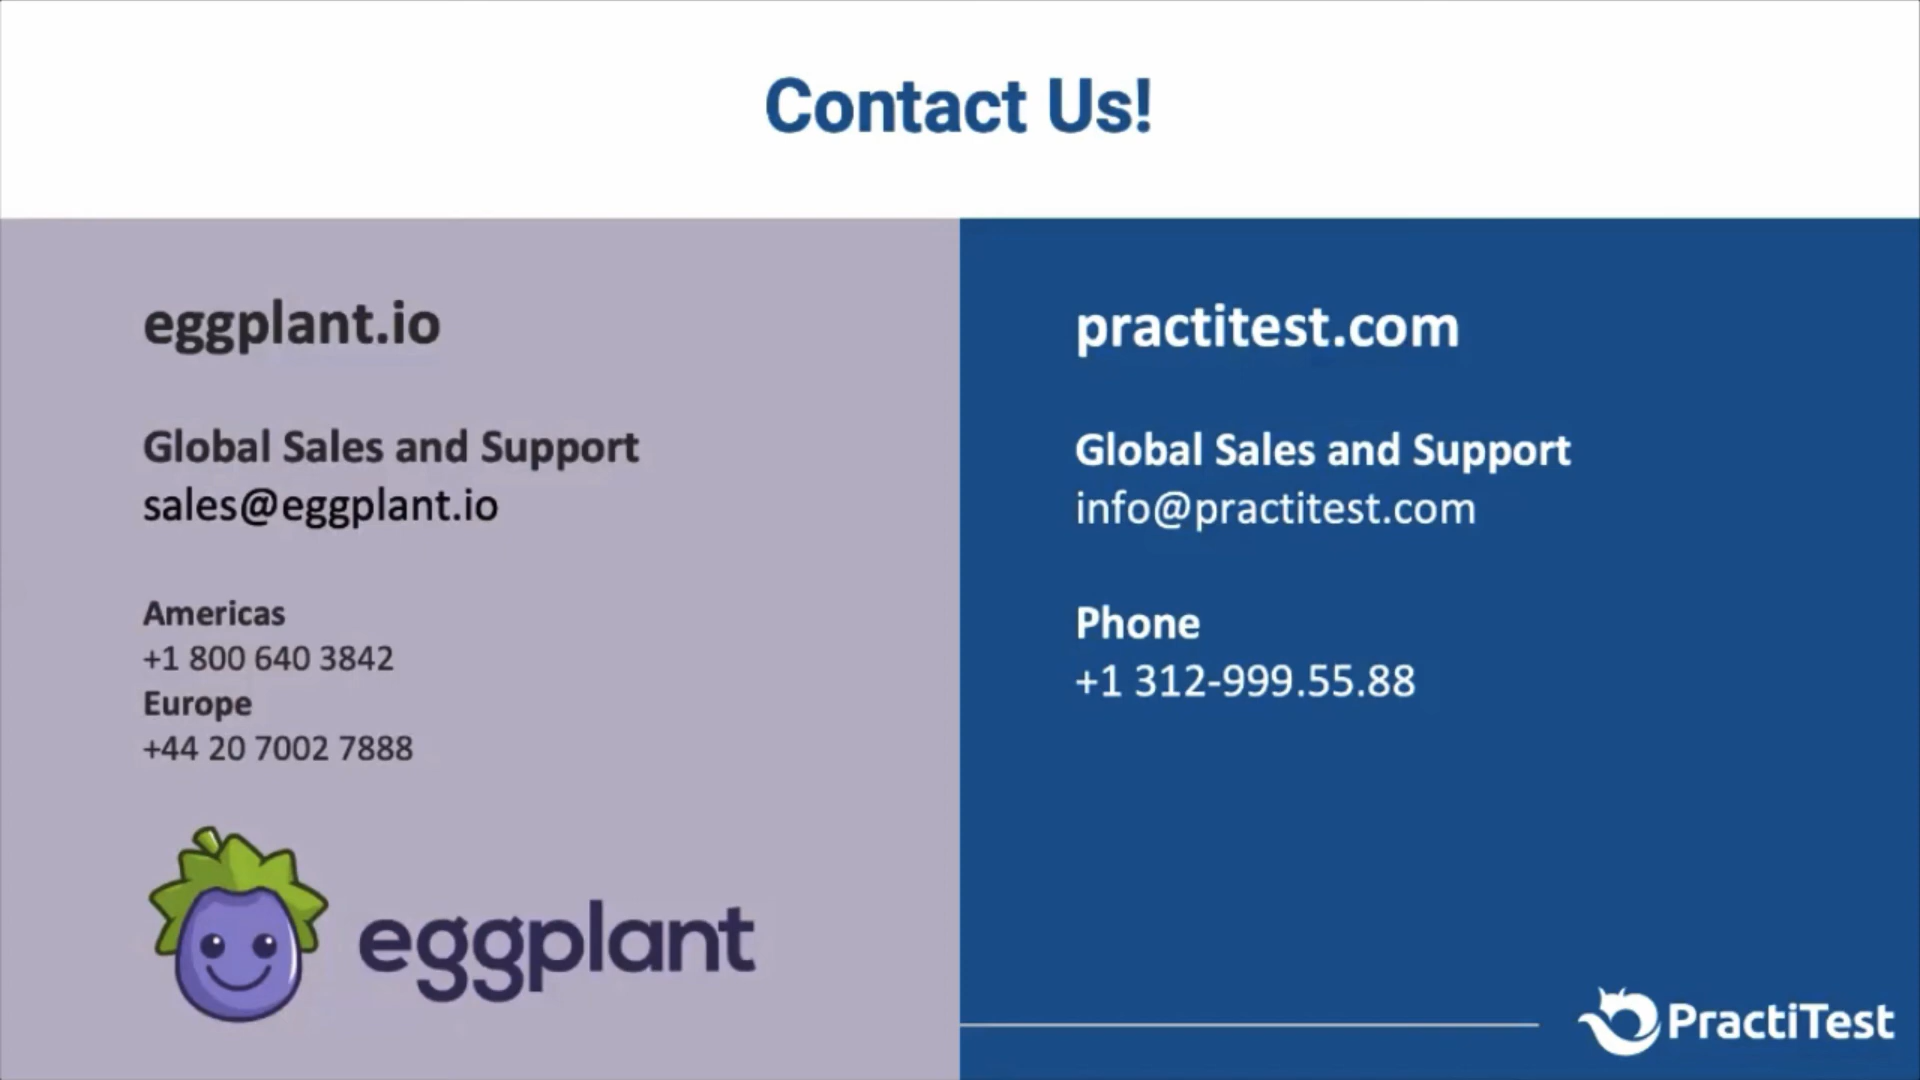 Contact Us!
eggplant.io
Global Sales and Support
sales@eggplant.io
Americas
+1 800 640 3842
Europe
+44 20 7002 7888
eggplant
practitest.com
Global Sales and Support
info@practitest.com
Phone
+1 312-999.55.88
PractiTest